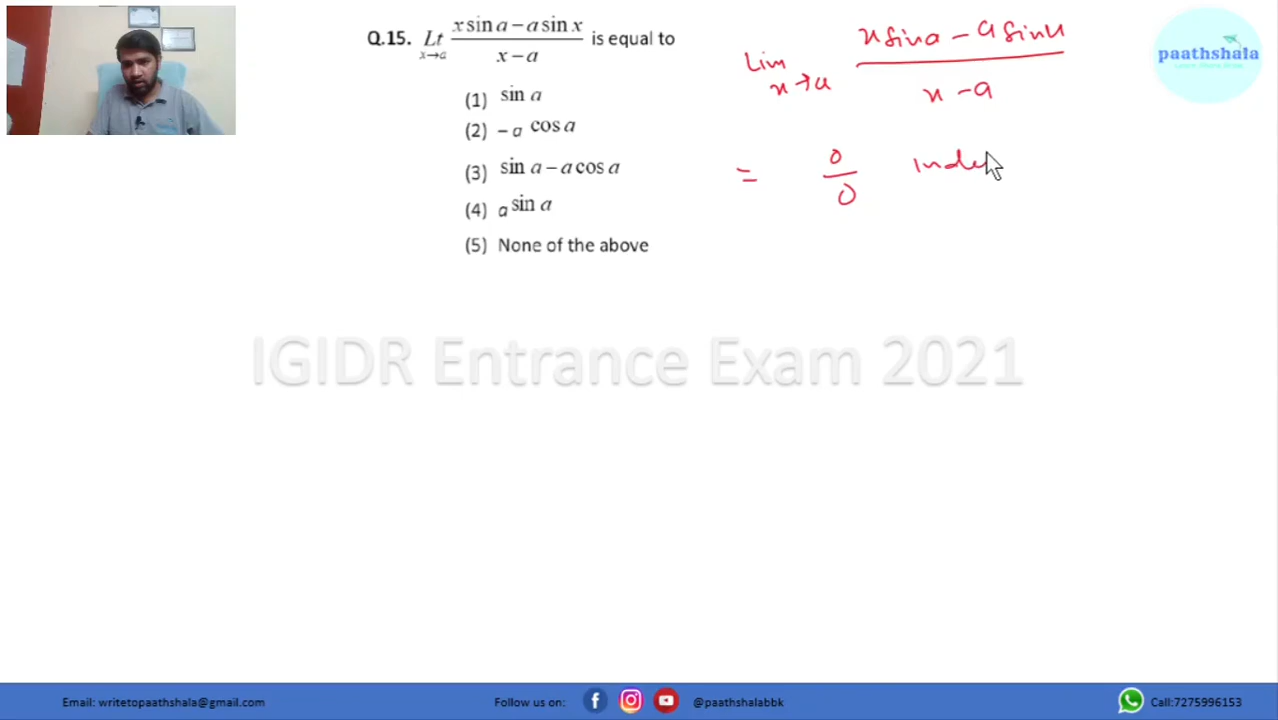 Q.15. Lt x→a (x sin a − a sin x)/(x − a) is equal to
(1) sin a
(2) −a cos a
(3) sin a − a cos a
(4) a sin a
(5) None of the above
Lim x→a (x sin a − a sin x)/(x − a)
= 0/0 inde
paathshala
IGIDR Entrance Exam 2021
Email: writetopaathshala@gmail.com
Follow us on:
@paathshalabbk
Call:7275996153